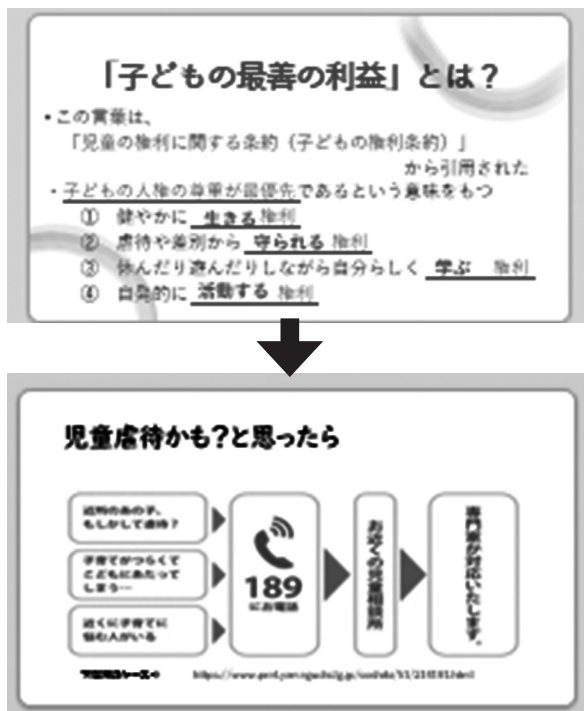 「子どもの最善の利益」とは？
・この言葉は、
「児童の権利に関する条約（子どもの権利条約）」
から引用された
・子どもの人権の尊重が最優先であるという意味をもつ
① 健やかに 生きる 権利
② 虐待や差別から 守られる 権利
③ 休んだり遊んだりしながら自分らしく 学ぶ 権利
④ 自発的に 活動する 権利
児童虐待かも？と思ったら
近所のあの子、
もしかして虐待？
子育てがつらくて
こどもにあたって
しまう…
近くに子育てに
悩む人がいる
189
にお電話
お近くの児童相談所
専門家が対応いたします。